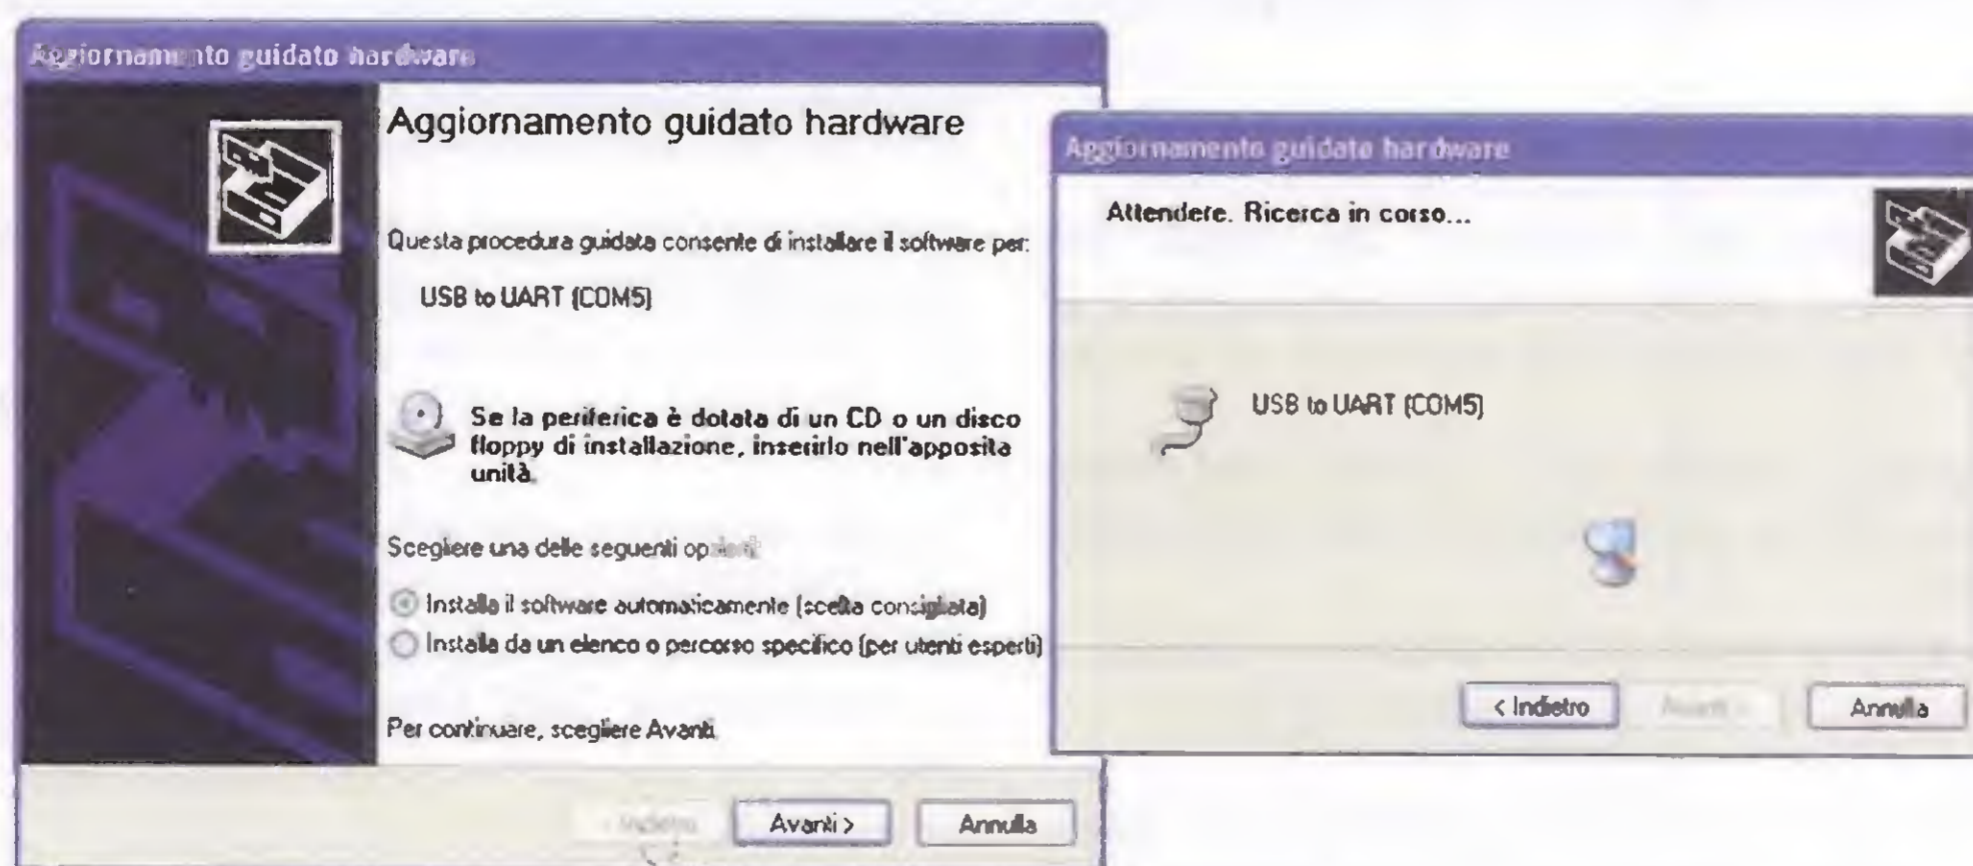 Aggiornamento guidato hardware
Aggiornamento guidato hardware
Questa procedura guidata consente di installare il software per:
USB to UART (COM5)
Se la periferica è dotata di un CD o un disco
floppy di installazione, inserirlo nell'apposita
unità.
Scegliere una delle seguenti opzioni:
Installa il software automaticamente (scelta consigliata)
Installa da un elenco o percorso specifico (per utenti esperti)
Per continuare, scegliere Avanti.
< Indietro
Avanti >
Annulla
Aggiornamento guidato hardware
Attendere. Ricerca in corso...
USB to UART (COM5)
< Indietro
Avanti >
Annulla